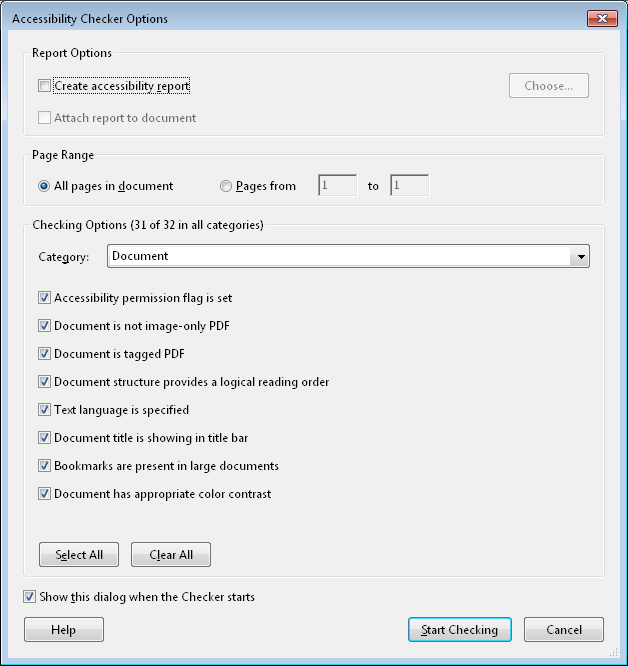 Accessibility Checker Options
Report Options
Create accessibility report
Choose...
Attach report to document
Page Range
All pages in document Pages from 1 to 1
Checking Options (31 of 32 in all categories)
Category: Document
Accessibility permission flag is set
Document is not image-only PDF
Document is tagged PDF
Document structure provides a logical reading order
Text language is specified
Document title is showing in title bar
Bookmarks are present in large documents
Document has appropriate color contrast
Select All Clear All
Show this dialog when the Checker starts
Help Start Checking Cancel